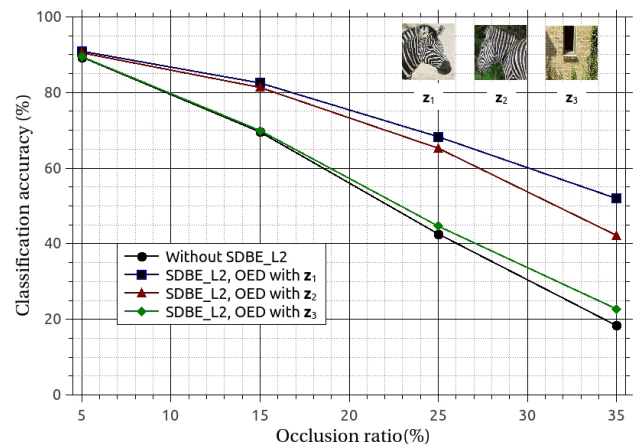 z1
z2
z3
Classification accuracy (%)
100
80
60
40
20
0
Without SDBE_L2
SDBE_L2, OED with z1
SDBE_L2, OED with z2
SDBE_L2, OED with z3
5
10
15
20
25
30
35
Occlusion ratio(%)